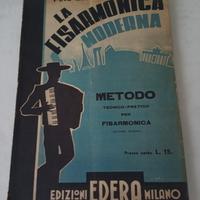 LA
FISARMONICA
MODERNA
METODO
TEORICO-PRATICO
PER
FISARMONICA
Prezzo netto L. 15.
EDIZIONI EDERA MILANO